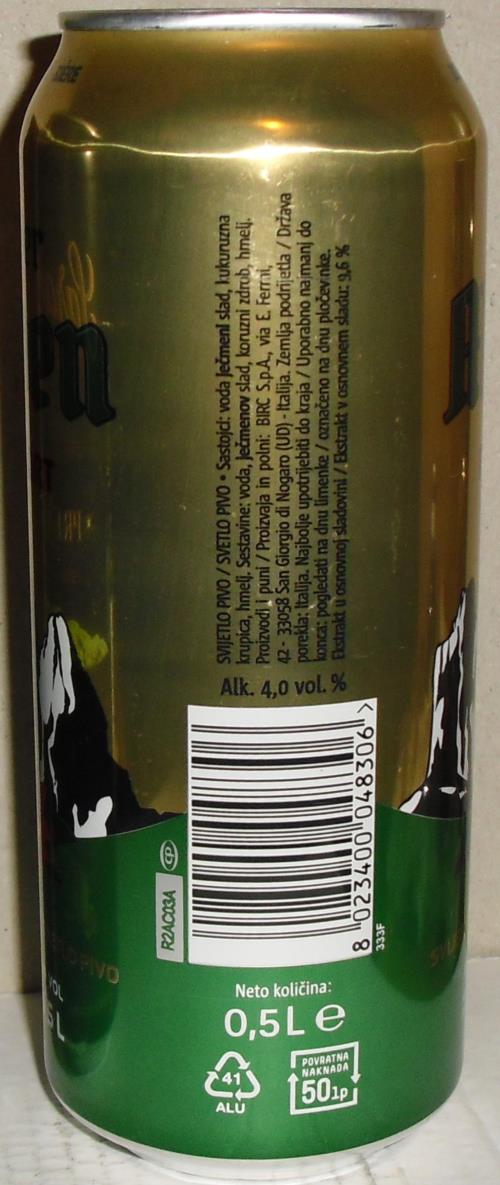 SVIJETLO PIVO / SVETLO PIVO • Sastojci: voda ječmeni slad, kukuruzna
krupica, hmelj. Sestavine: voda, ječmenov slad, koruzni zdrob, hmelj.
Proizvodi i puni / Proizvaja in polni: BIRC S.p.A., via E. Fermi,
42 - 33058 San Giorgio di Nogaro (UD) - Italija. Zemlja podrijetla / Država
porekla: Italija. Najbolje upotrijebiti do kraja / Uporabno najmanj do
konca: pogledati na dnu limenke / označeno na dnu pločevinke.
Ekstrakt u osnovnoj sladovini / Ekstrakt v osnovnem sladu: 9,6 %
Alk. 4,0 vol. %
8 023400 048306 >
333F
R2AC03A
PIVO
VOL
5 L
Neto količina:
0,5 L e
41
ALU
POVRATNA
NAKNADA
50 lp